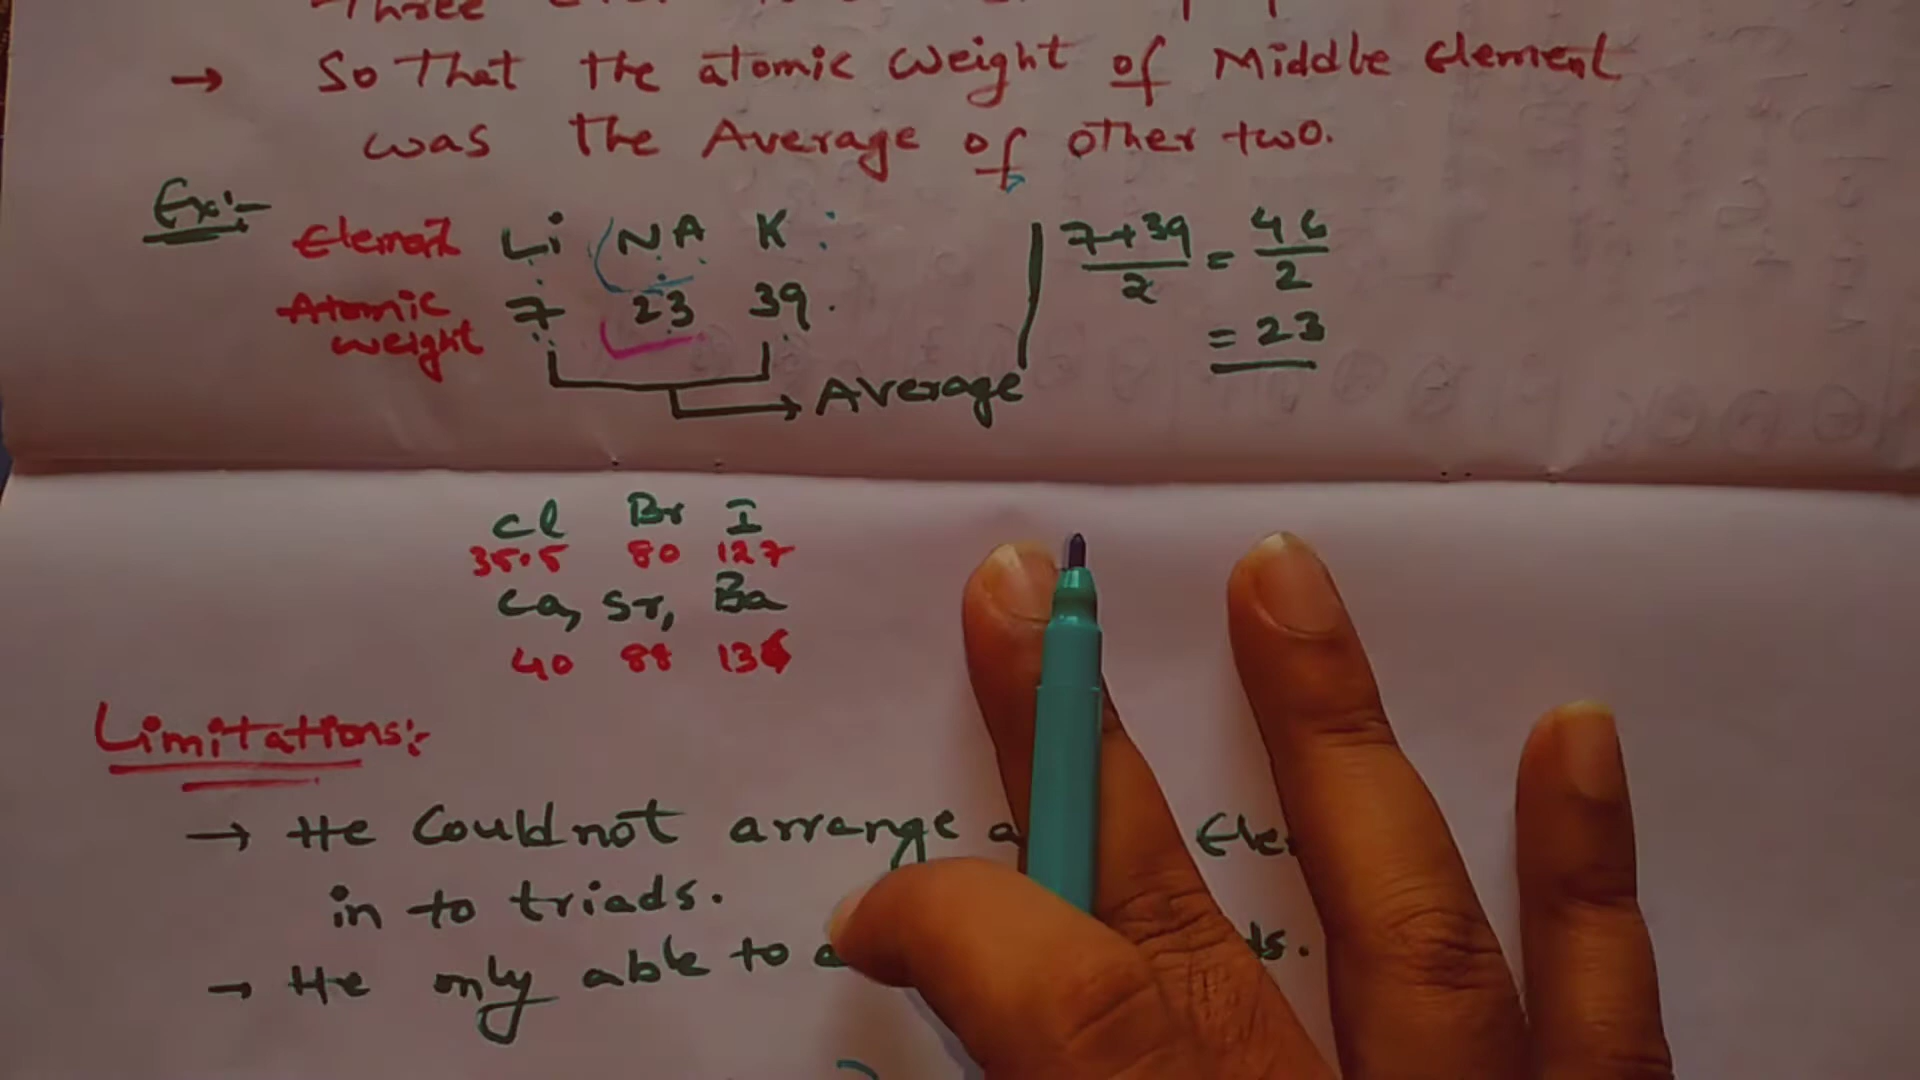 Three
→ So That the atomic weight of Middle Element
was the Average of other two.
Ex:-
Element Li NA K
Atomic weight 7 23 39.
Average
7+39/2 = 46/2
= 23
Cl Br I
35.5 80 127
Ca, Sr, Ba
40 88 136
Limitations:
→ He Could not arrange a
in to triads.
→ He only able to